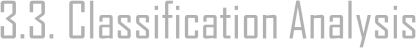 3.3. Classification Analysis